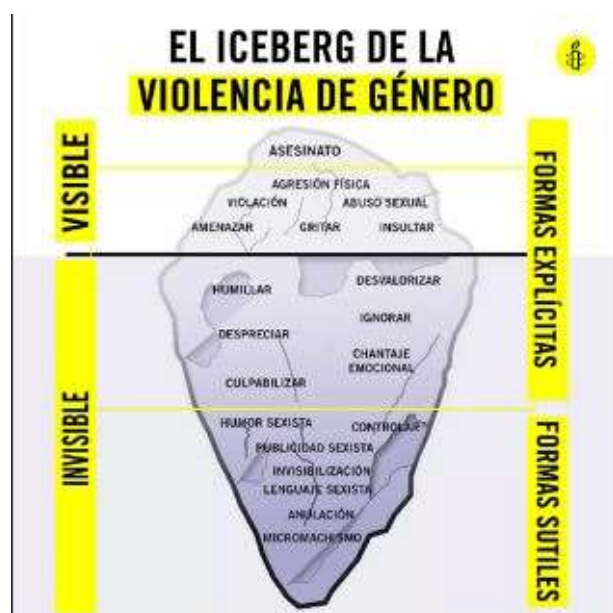 EL ICEBERG DE LA
VIOLENCIA DE GÉNERO
VISIBLE
FORMAS EXPLÍCITAS
ASESINATO
AGRESIÓN FÍSICA
VIOLACIÓN ABUSO SEXUAL
AMENAZAR GRITAR INSULTAR
INVISIBLE
HUMILLAR DESVALORIZAR
IGNORAR
DESPRECIAR
CHANTAJE
EMOCIONAL
CULPABILIZAR
FORMAS SUTILES
HUMOR SEXISTA CONTROLAR
PUBLICIDAD SEXISTA
INVISIBILIZACIÓN
LENGUAJE SEXISTA
ANULACIÓN
MICROMACHISMO